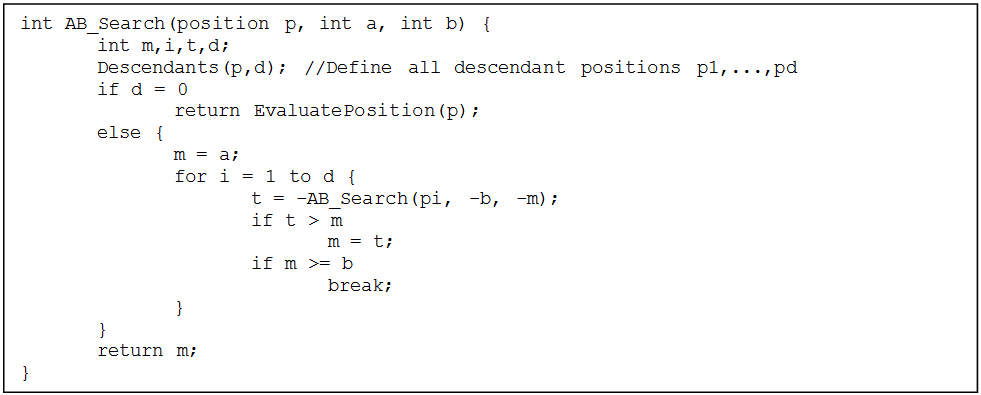 int AB_Search(position p, int a, int b) {
int m,i,t,d;
Descendants(p,d); //Define all descendant positions p1,...,pd
if d = 0
return EvaluatePosition(p);
else {
m = a;
for i = 1 to d {
t = -AB_Search(pi, -b, -m);
if t > m
m = t;
if m >= b
break;
}
}
return m;
}